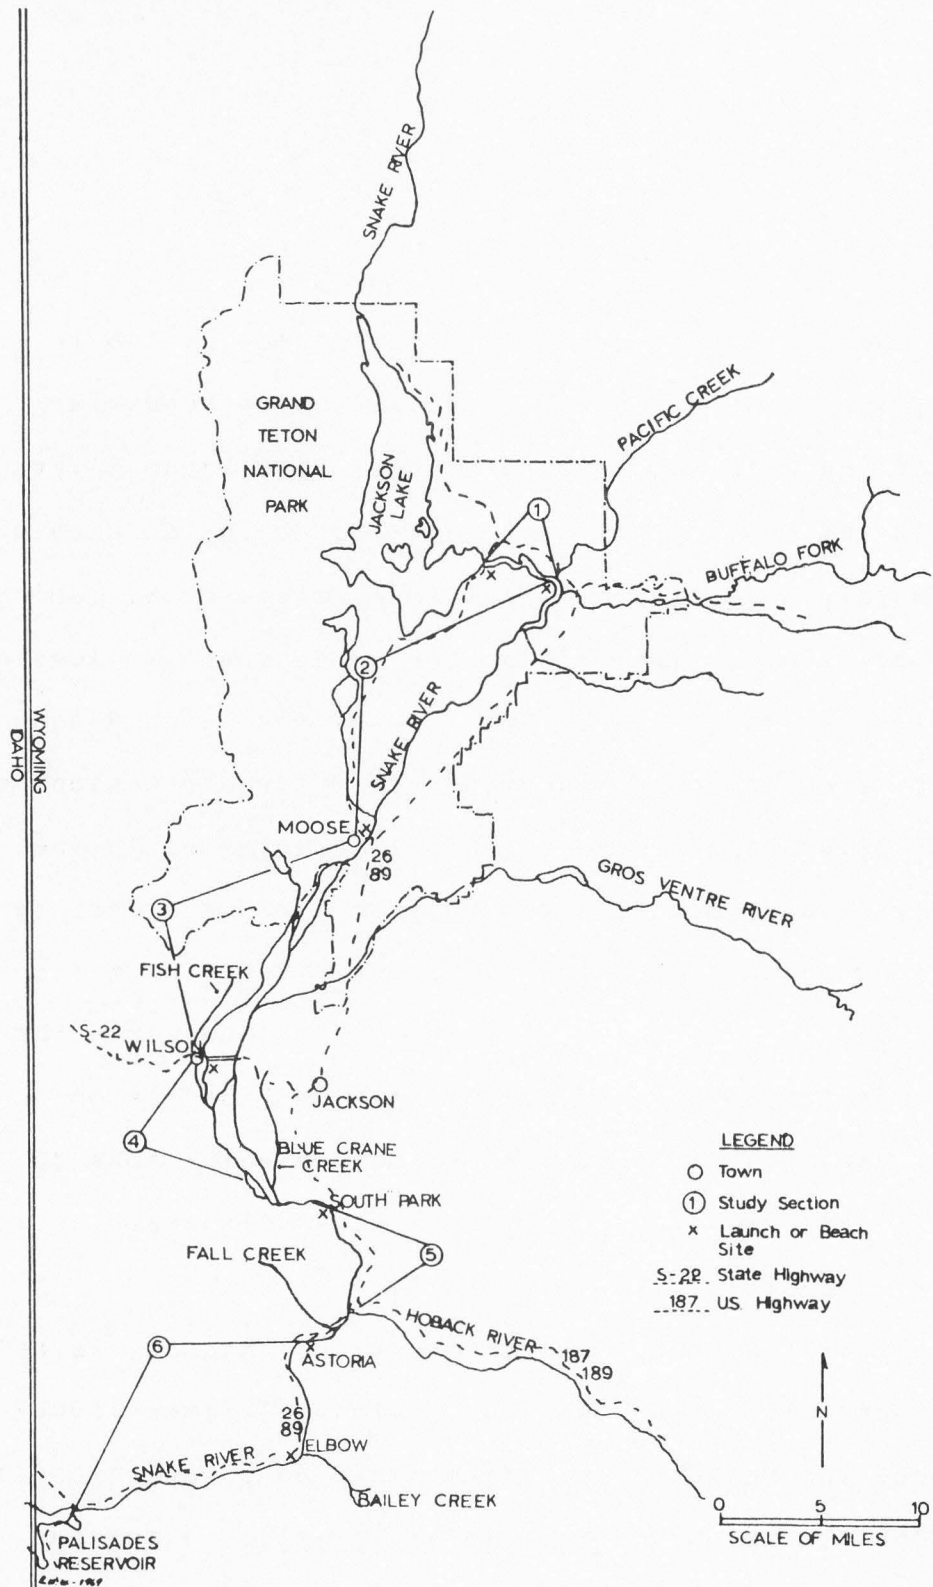 SNAKE RIVER
GRAND
TETON
NATIONAL
PARK
JACKSON
LAKE
PACIFIC CREEK
1
BUFFALO FORK
2
SNAKE RIVER
WYOMING
DAHO
MOOSE
26
89
GROS VENTRE RIVER
3
FISH CREEK
S-22
WILSON
JACKSON
4
BLUE CRANE
CREEK
SOUTH PARK
FALL CREEK
5
HOBACK RIVER
187
189
6
ASTORIA
26
89
ELBOW
SNAKE RIVER
BAILEY CREEK
PALISADES
RESERVOIR
LEGEND
Town
1 Study Section
x Launch or Beach
Site
S-22 State Highway
187 US. Highway
N
0 5 10
SCALE OF MILES